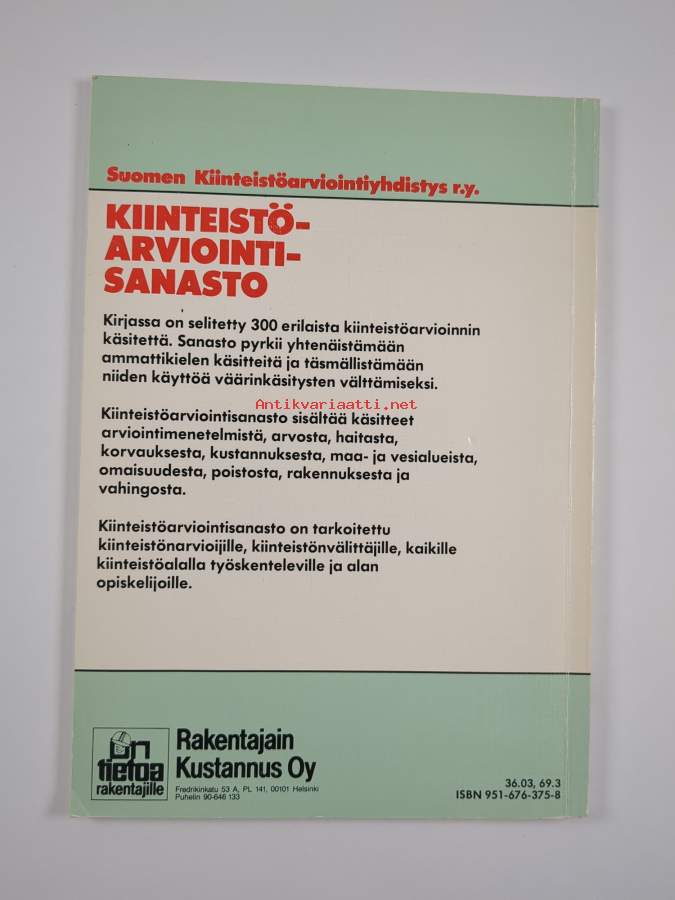 Suomen Kiinteistöarviointiyhdistys r.y.
KIINTEISTÖ-
ARVIOINTI-
SANASTO
Kirjassa on selitetty 300 erilaista kiinteistöarvioinnin
käsitettä. Sanasto pyrkii yhtenäistämään
ammattikielen käsitteitä ja täsmällistämään
niiden käyttöä väärinkäsitysten välttämiseksi.
Antikvariaatti.net
Kiinteistöarviointisanasto sisältää käsitteet
arviointimenetelmistä, arvosta, haitasta,
korvauksesta, kustannuksesta, maa- ja vesialueista,
omaisuudesta, poistosta, rakennuksesta ja
vahingosta.
Kiinteistöarviointisanasto on tarkoitettu
kiinteistönarvioijille, kiinteistönvälittäjille, kaikille
kiinteistöalalla työskenteleville ja alan
opiskelijoille.
on
tietoa
rakentajille
Rakentajain
Kustannus Oy
Fredrikinkatu 53 A, PL 141, 00101 Helsinki
Puhelin 90-646 133
36.03, 69.3
ISBN 951-676-375-8